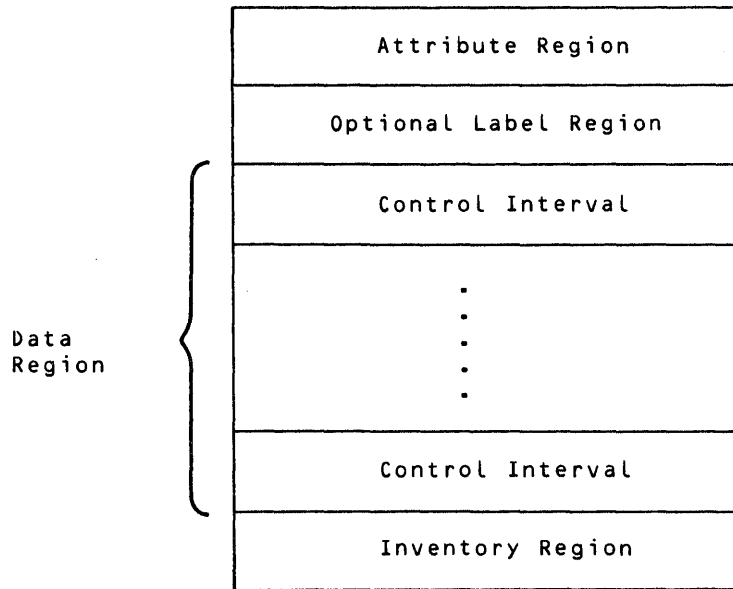 Attribute Region
Optional Label Region
Control Interval
Data
Region
Control Interval
Inventory Region